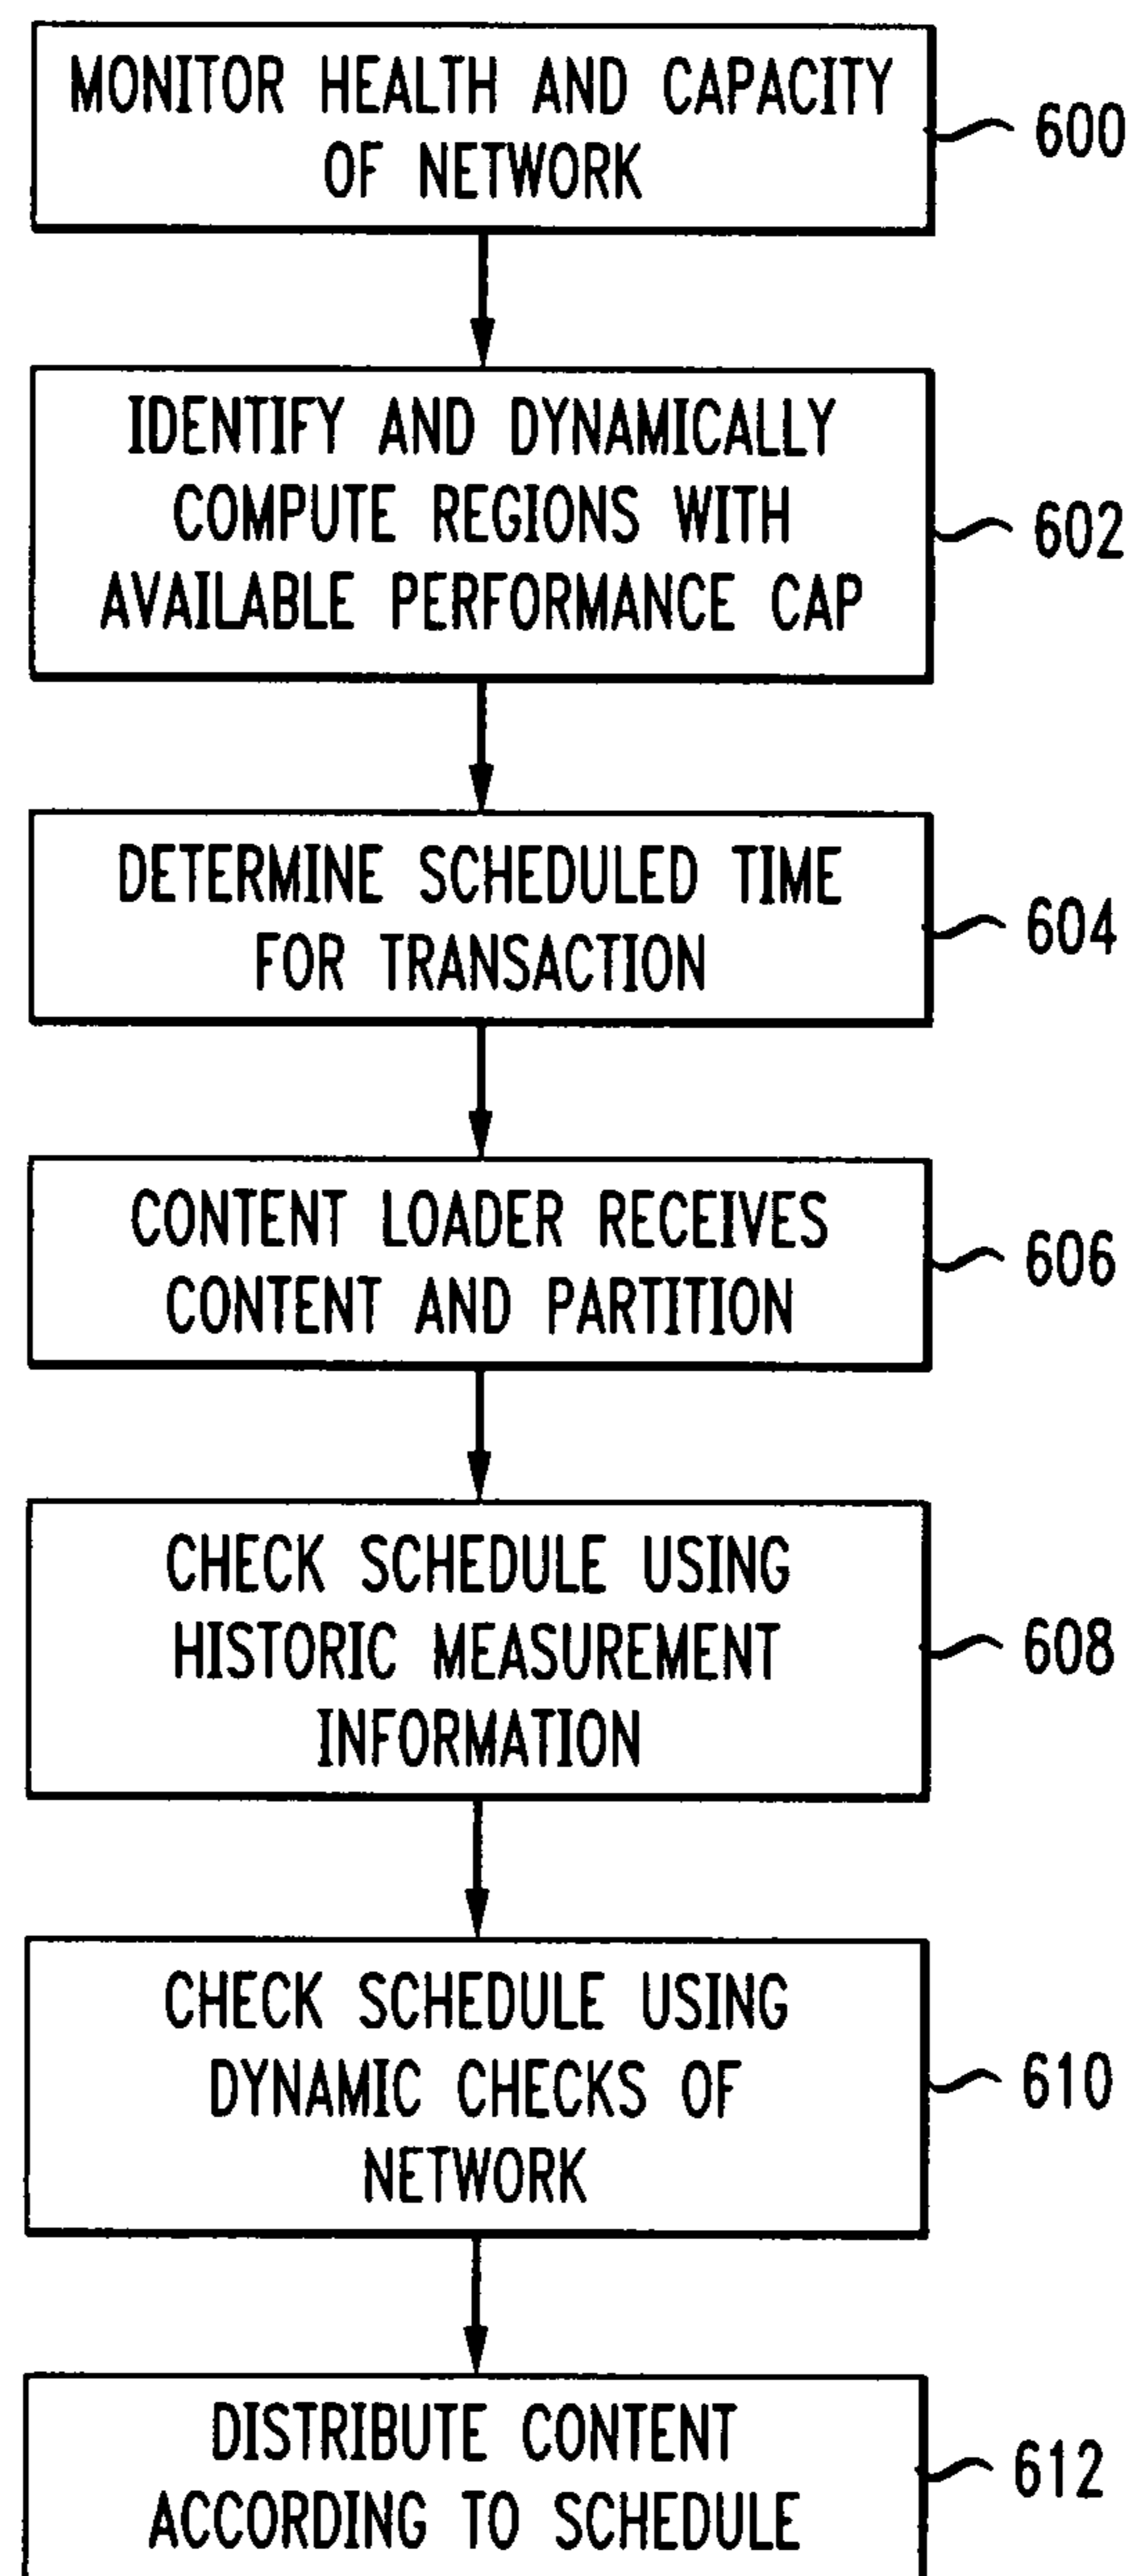 MONITOR HEALTH AND CAPACITY
OF NETWORK
600
IDENTIFY AND DYNAMICALLY
COMPUTE REGIONS WITH
AVAILABLE PERFORMANCE CAP
602
DETERMINE SCHEDULED TIME
FOR TRANSACTION
604
CONTENT LOADER RECEIVES
CONTENT AND PARTITION
606
CHECK SCHEDULE USING
HISTORIC MEASUREMENT
INFORMATION
608
CHECK SCHEDULE USING
DYNAMIC CHECKS OF
NETWORK
610
DISTRIBUTE CONTENT
ACCORDING TO SCHEDULE
612